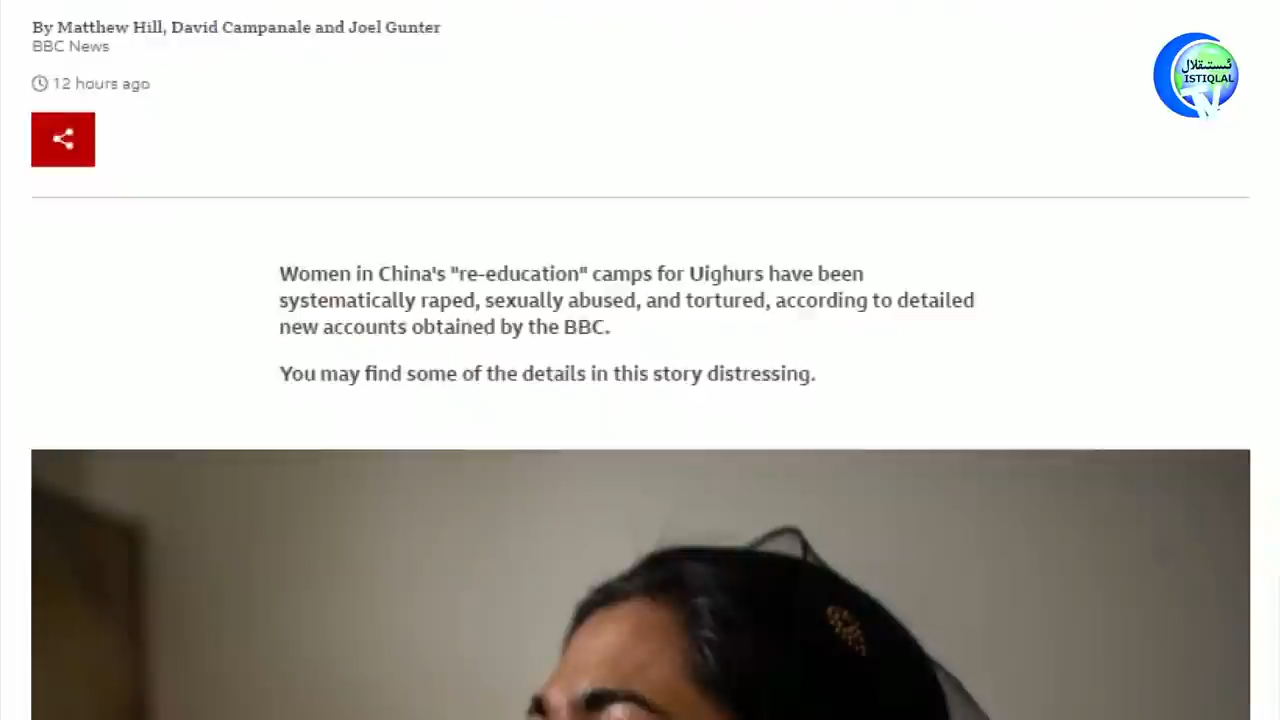 By Matthew Hill, David Campanale and Joel Gunter
BBC News
12 hours ago
ئىستىقلال
ISTIQLAL
TV
Women in China's "re-education" camps for Uighurs have been
systematically raped, sexually abused, and tortured, according to detailed
new accounts obtained by the BBC.
You may find some of the details in this story distressing.